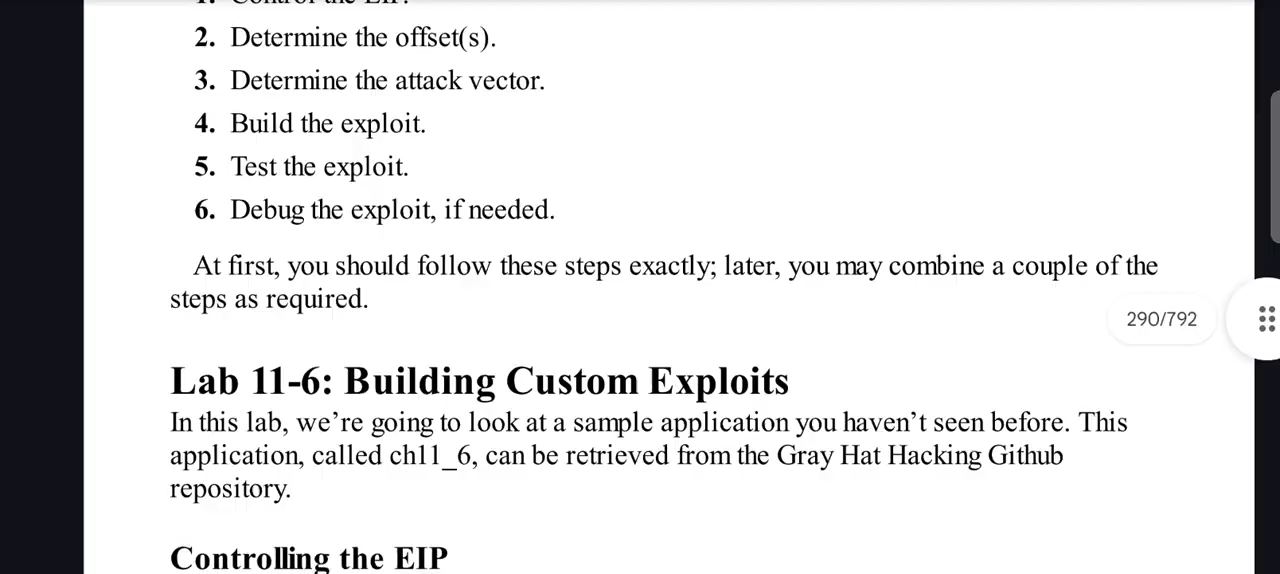 1. Control the EIP.
2. Determine the offset(s).
3. Determine the attack vector.
4. Build the exploit.
5. Test the exploit.
6. Debug the exploit, if needed.
At first, you should follow these steps exactly; later, you may combine a couple of the
steps as required.
290/792
Lab 11-6: Building Custom Exploits
In this lab, we’re going to look at a sample application you haven’t seen before. This
application, called ch11_6, can be retrieved from the Gray Hat Hacking Github
repository.
Controlling the EIP